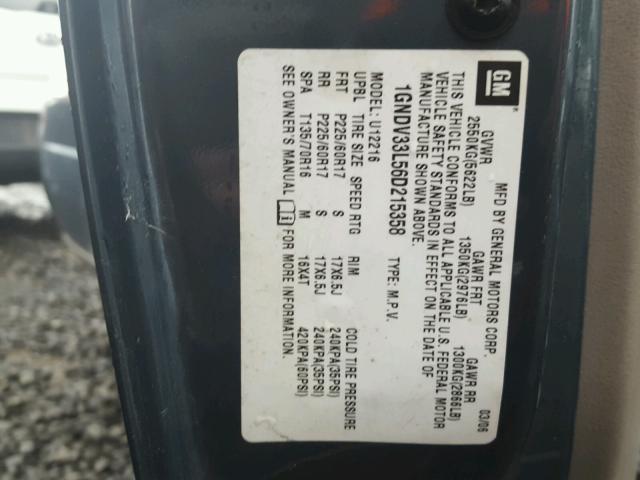 GM
MFD BY GENERAL MOTORS CORP. 03/06
GVWR GAWR FRT GAWR RR
2550KG(5622LB) 1350KG(2976LB) 1300KG(2866LB)
THIS VEHICLE CONFORMS TO ALL APPLICABLE U.S. FEDERAL MOTOR
VEHICLE SAFETY STANDARDS IN EFFECT ON THE DATE OF
MANUFACTURE SHOWN ABOVE.
1GNDV33L56D215358 TYPE: M.P.V.
MODEL: U12216
UPBL TIRE SIZE SPEED RTG RIM COLD TIRE PRESSURE
FRT P225/60R17 S 17X6.5J 240KPA(35PSI)
RR P225/60R17 S 17X6.5J 240KPA(35PSI)
SPA T135/70R16 M 16X4T 420KPA(60PSI)
SEE OWNER'S MANUAL FOR MORE INFORMATION.